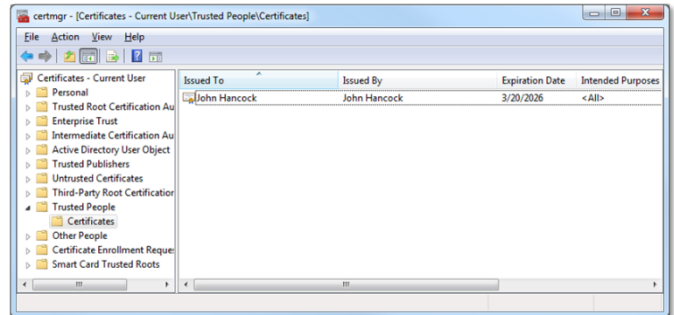 certmgr - [Certificates - Current User\Trusted People\Certificates]
File Action View Help
Certificates - Current User
Personal
Trusted Root Certification Au
Enterprise Trust
Intermediate Certification Au
Active Directory User Object
Trusted Publishers
Untrusted Certificates
Third-Party Root Certification
Trusted People
Certificates
Other People
Certificate Enrollment Reques
Smart Card Trusted Roots
Issued To Issued By Expiration Date Intended Purposes
John Hancock John Hancock 3/20/2026 <All>